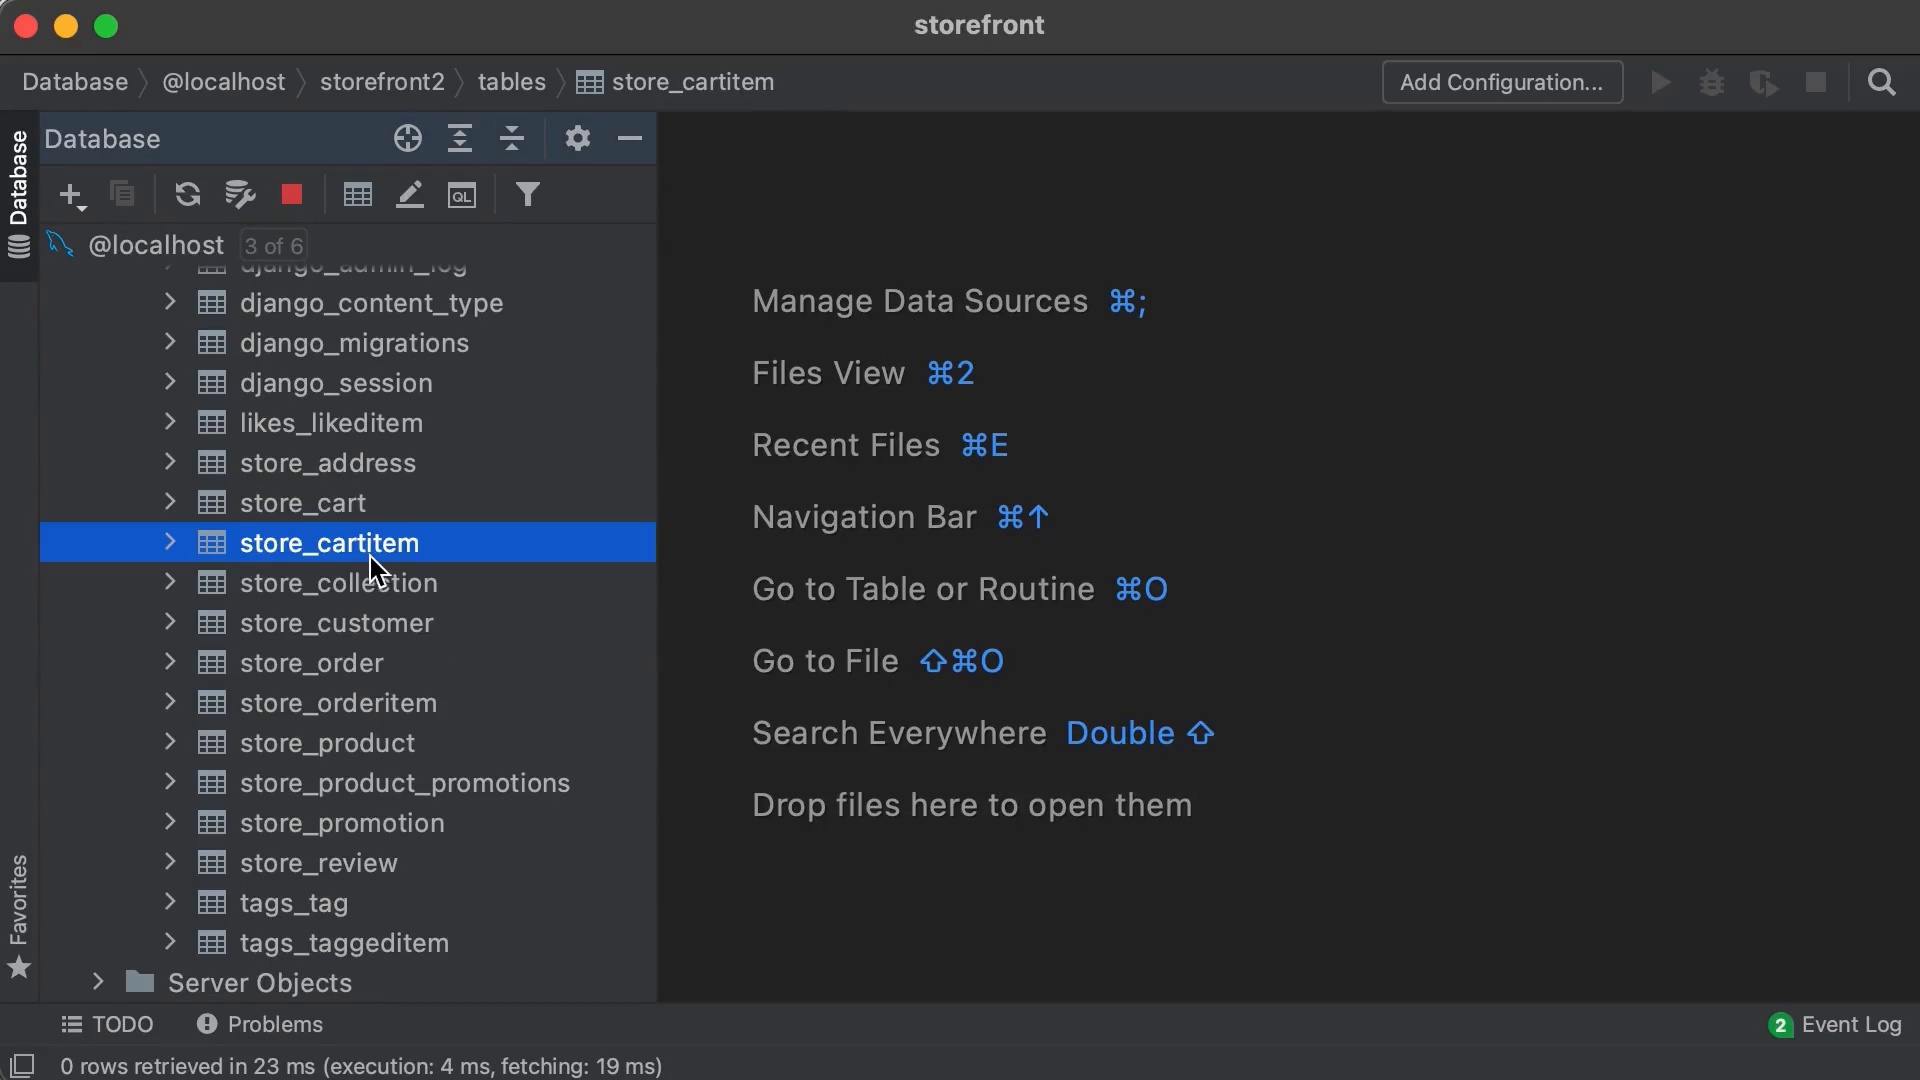 storefront
Database @localhost storefront2 tables store_cartitem
Add Configuration...
Database
Database
@localhost 3 of 6
django_admin_log
django_content_type
django_migrations
django_session
likes_likeditem
store_address
store_cart
store_cartitem
store_collection
store_customer
store_order
store_orderitem
store_product
store_product_promotions
store_promotion
store_review
tags_tag
tags_taggeditem
Server Objects
Favorites
Manage Data Sources ⌘;
Files View ⌘2
Recent Files ⌘E
Navigation Bar ⌘↑
Go to Table or Routine ⌘O
Go to File ⇧⌘O
Search Everywhere Double ⇧
Drop files here to open them
QL
TODO Problems
2 Event Log
0 rows retrieved in 23 ms (execution: 4 ms, fetching: 19 ms)